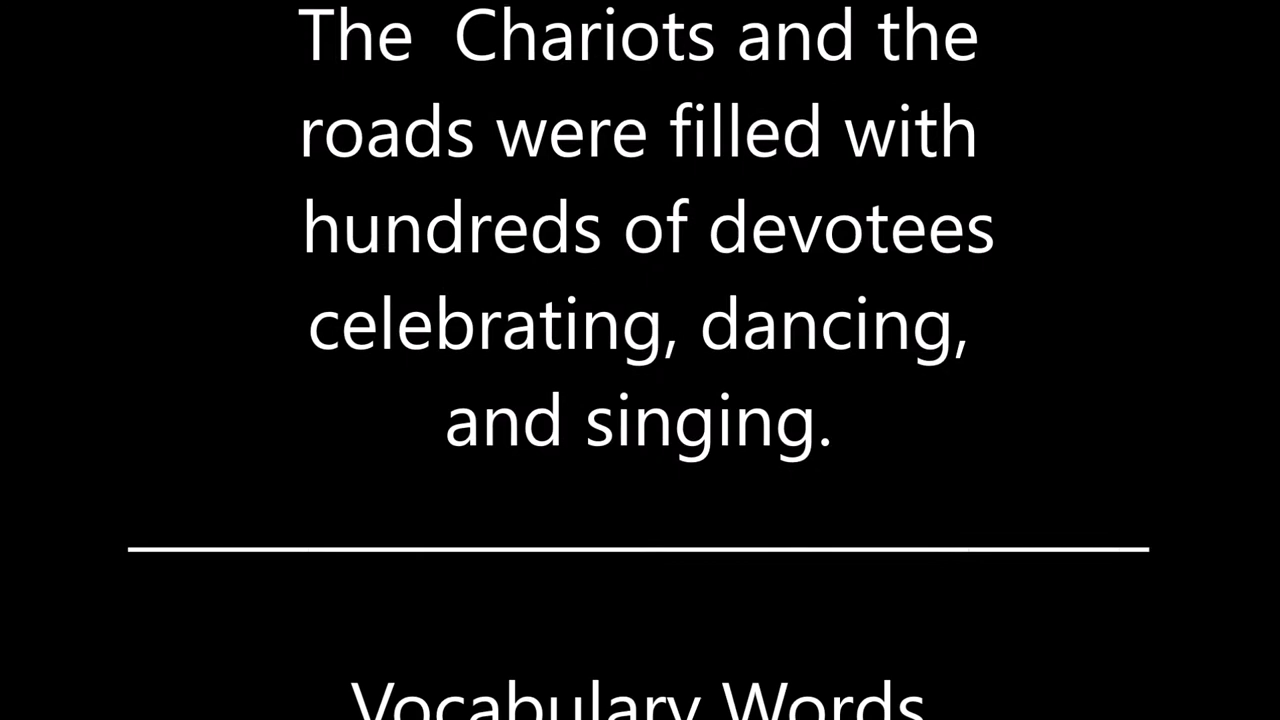 The  Chariots and the
roads were filled with
hundreds of devotees
celebrating, dancing,
and singing.
Vocabulary Words